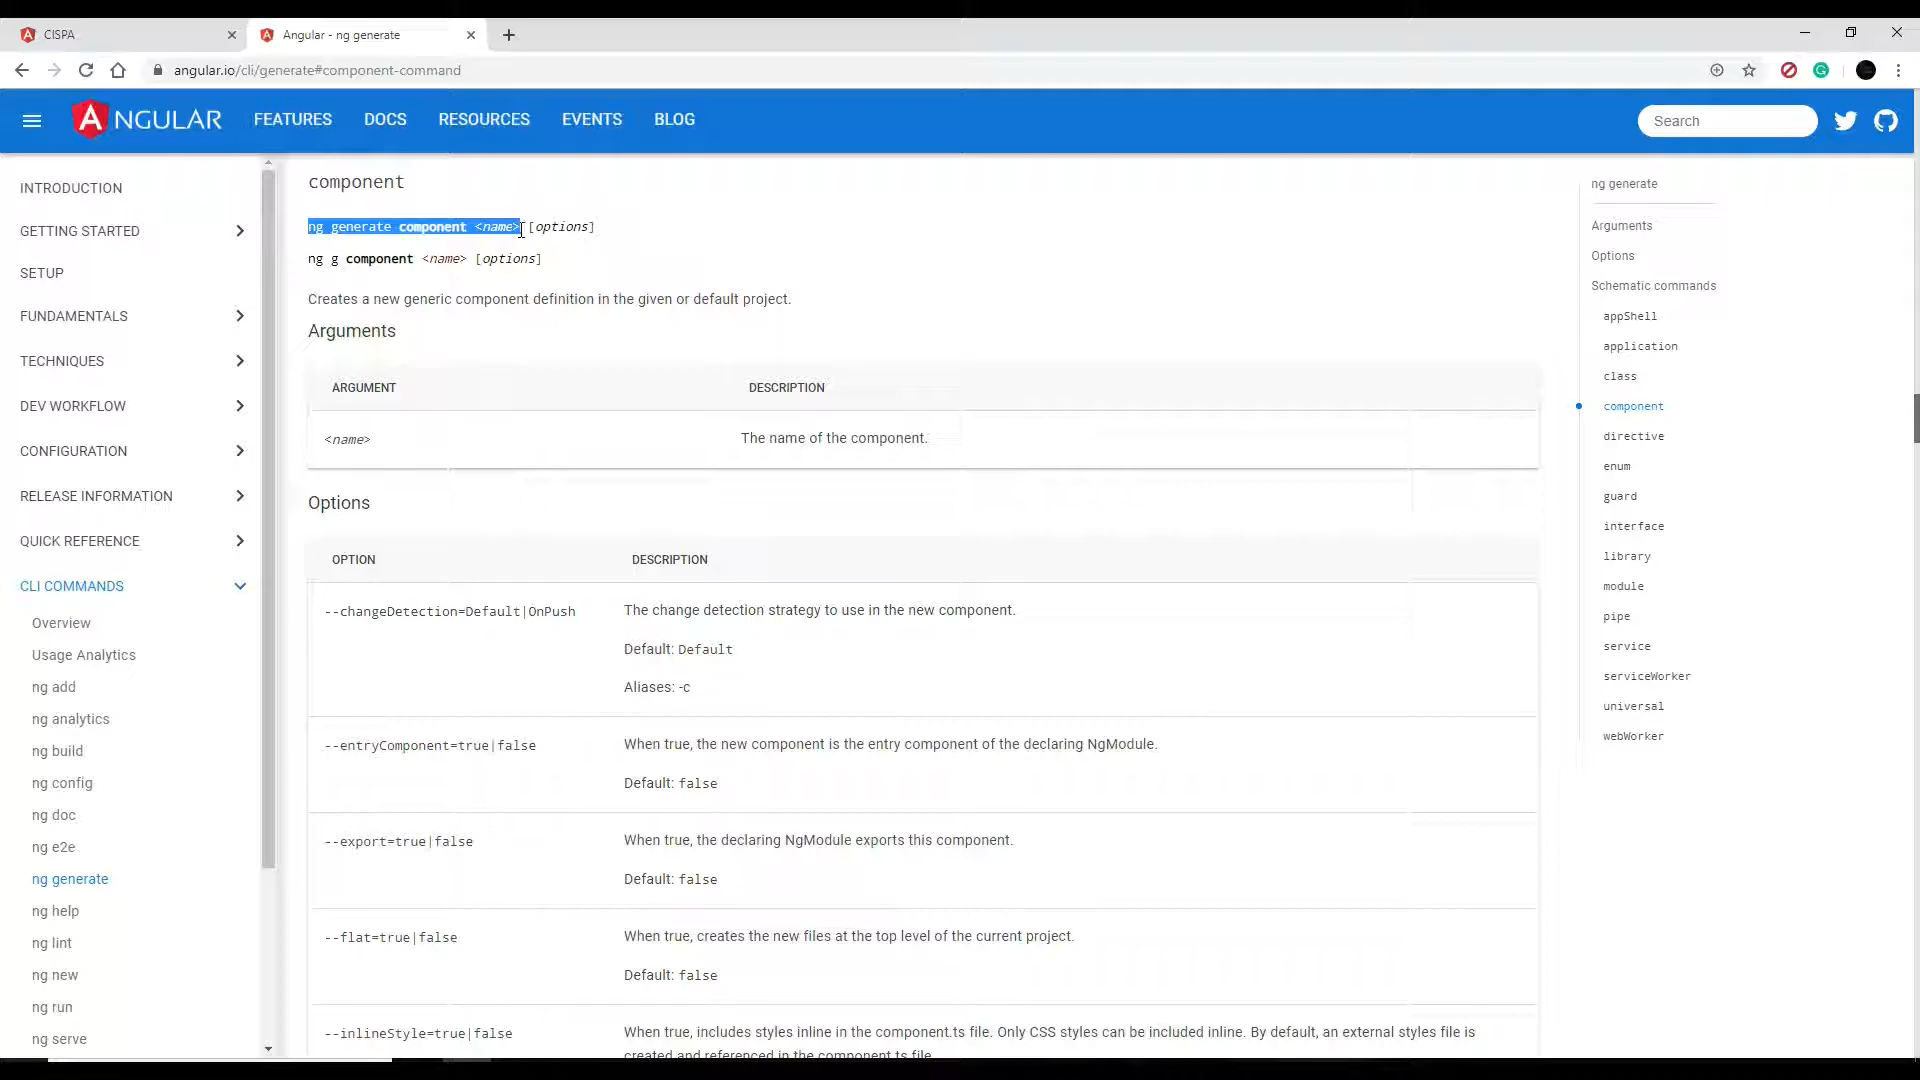 CISPA
Angular - ng generate
angular.io/cli/generate#component-command
ANGULAR
FEATURES
DOCS
RESOURCES
EVENTS
BLOG
Search
INTRODUCTION
GETTING STARTED
SETUP
FUNDAMENTALS
TECHNIQUES
DEV WORKFLOW
CONFIGURATION
RELEASE INFORMATION
QUICK REFERENCE
CLI COMMANDS
Overview
Usage Analytics
ng add
ng analytics
ng build
ng config
ng doc
ng e2e
ng generate
ng help
ng lint
ng new
ng run
ng serve
component
ng generate component <name> [options]
ng g component <name> [options]
Creates a new generic component definition in the given or default project.
Arguments
ARGUMENT DESCRIPTION
<name> The name of the component.
Options
OPTION DESCRIPTION
--changeDetection=Default|OnPush The change detection strategy to use in the new component.
Default: Default
Aliases: -c
--entryComponent=true|false When true, the new component is the entry component of the declaring NgModule.
Default: false
--export=true|false When true, the declaring NgModule exports this component.
Default: false
--flat=true|false When true, creates the new files at the top level of the current project.
Default: false
--inlineStyle=true|false When true, includes styles inline in the component.ts file. Only CSS styles can be included inline. By default, an external styles file is
created and referenced in the component.ts file.
ng generate
Arguments
Options
Schematic commands
appShell
application
class
component
directive
enum
guard
interface
library
module
pipe
service
serviceWorker
universal
webWorker